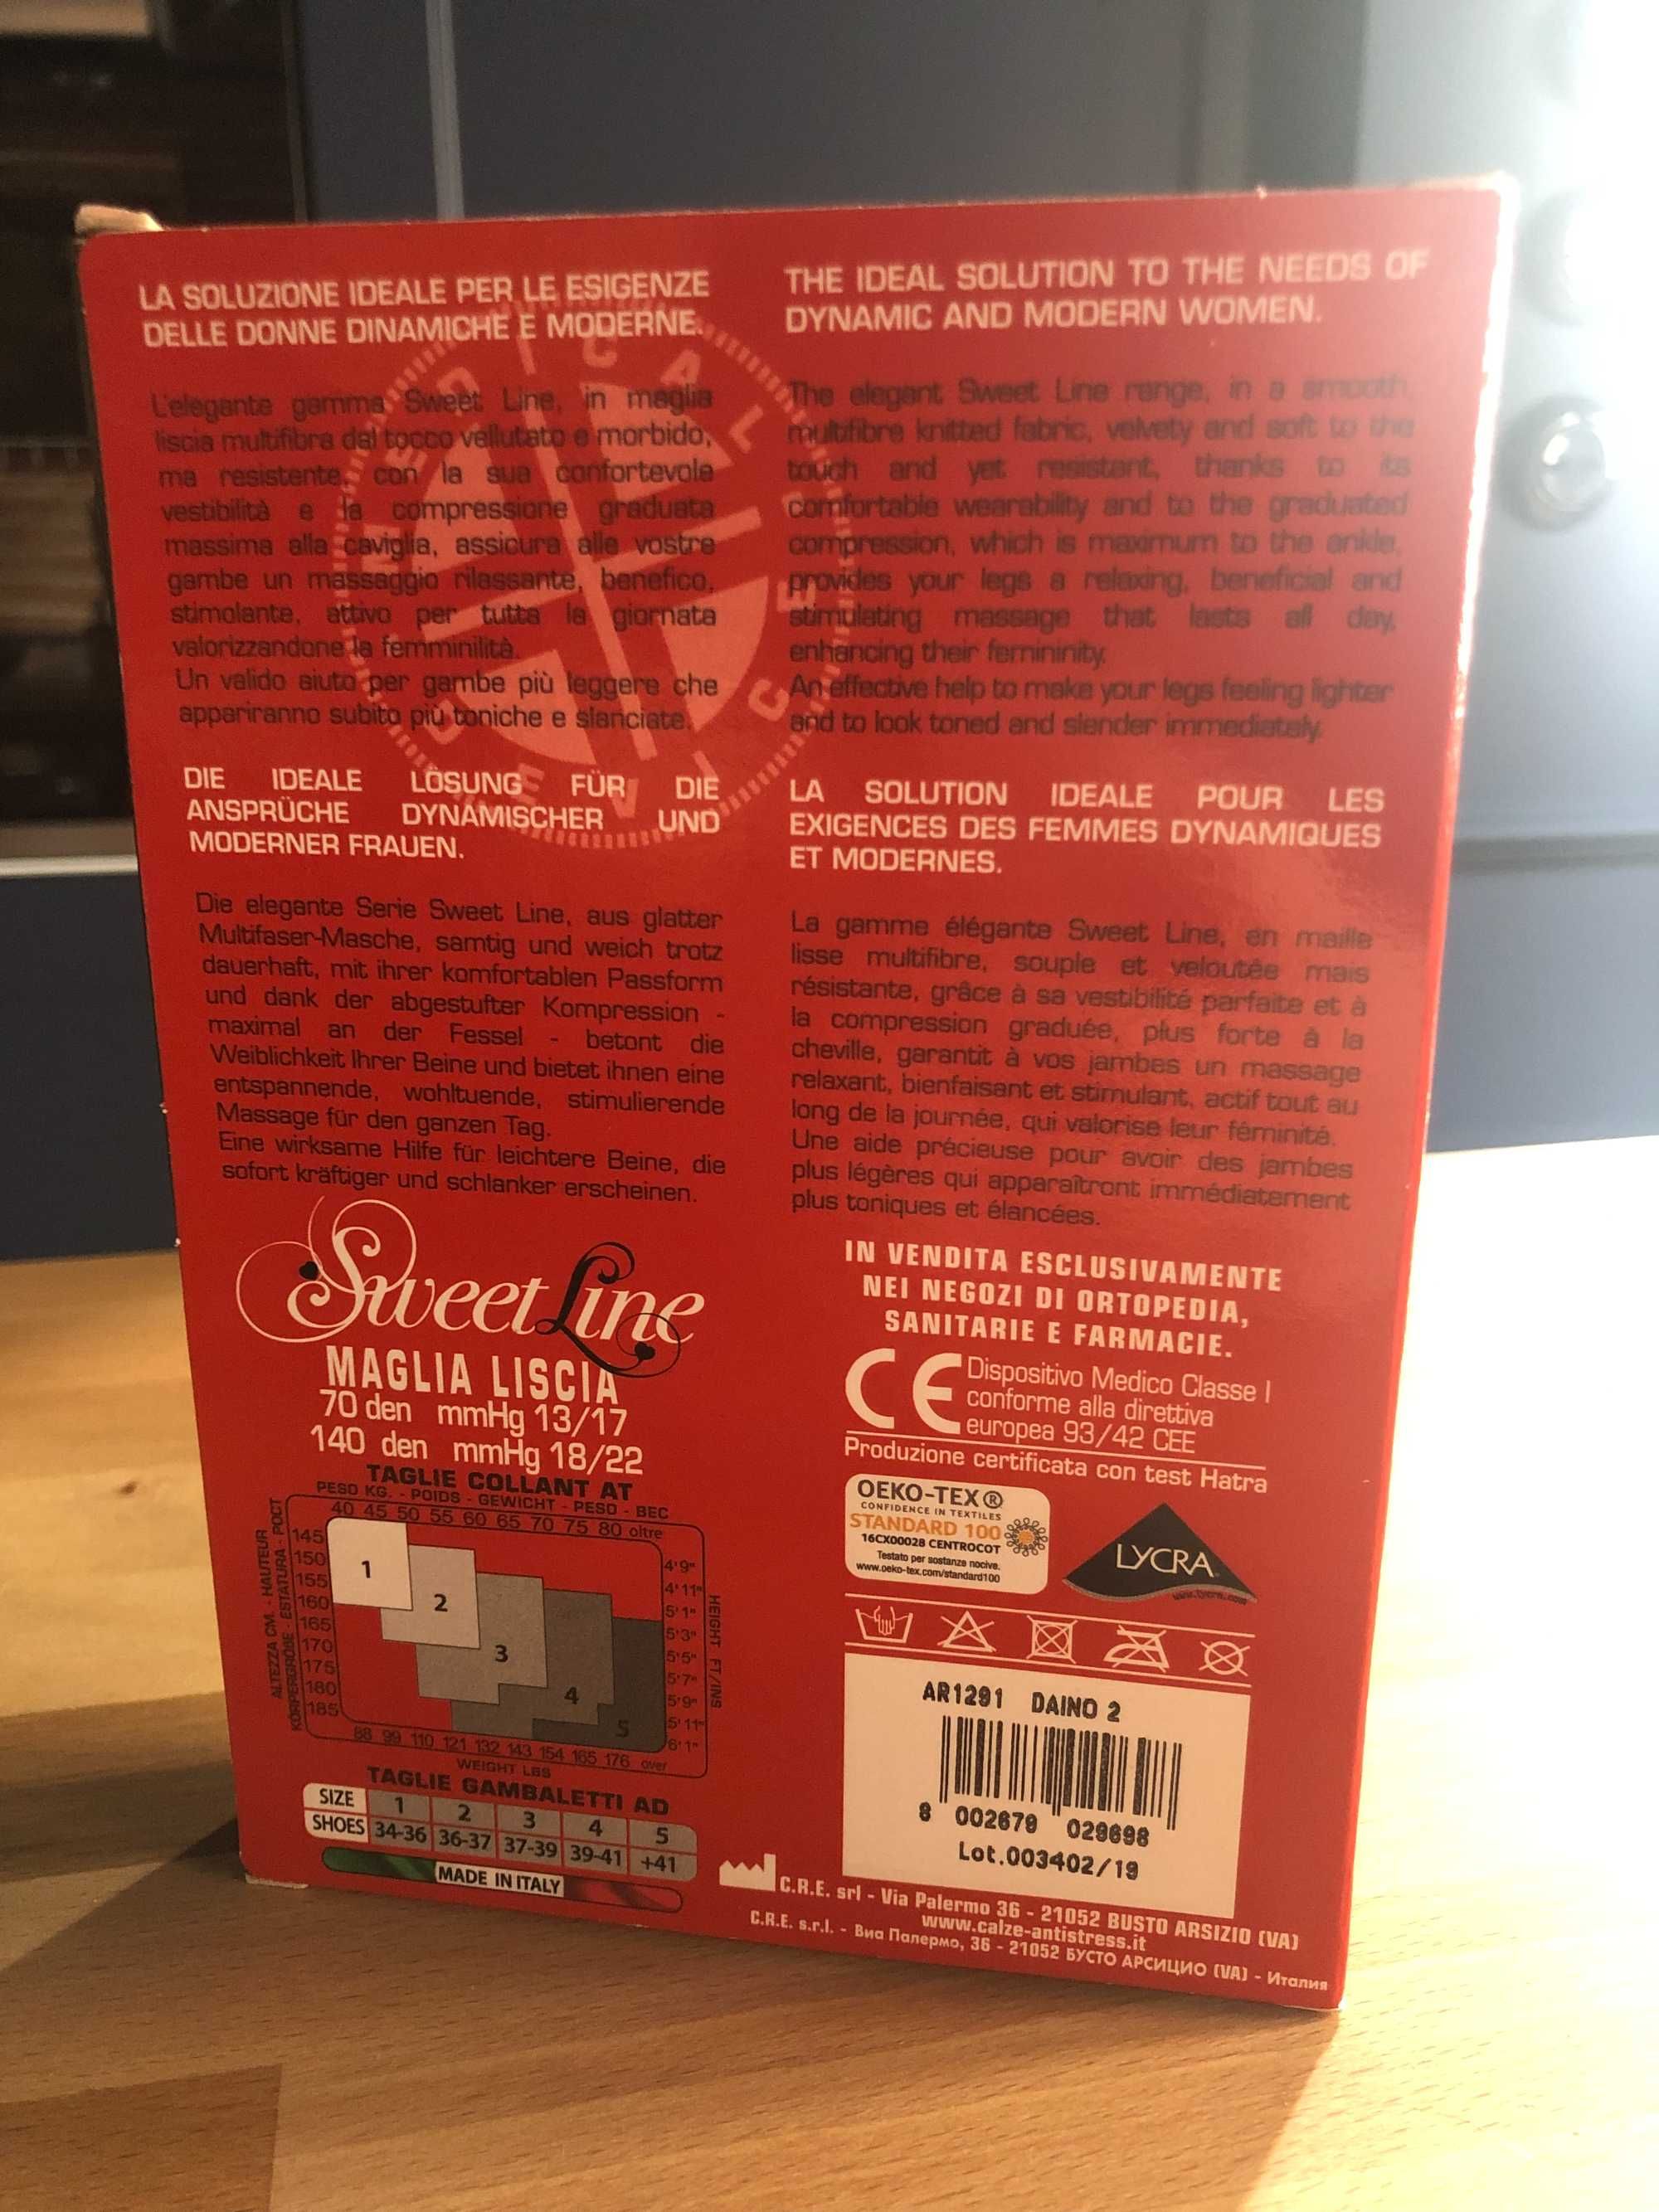 LA SOLUZIONE IDEALE PER LE ESIGENZE
DELLE DONNE DINAMICHE E MODERNE.
L'elegante gamma Sweet Line, in maglia
liscia multifibra dal tocco vellutato e morbido,
ma resistente, con la sua confortevole
vestibilità e la compressione graduata
massima alla caviglia, assicura alle vostre
gambe un massaggio rilassante, benefico,
stimolante, attivo per tutta la giornata
valorizzandone la femminilità.
Un valido aiuto per gambe più leggere che
appariranno subito più toniche e slanciate.
MEDICAL DEVICE
THE IDEAL SOLUTION TO THE NEEDS OF
DYNAMIC AND MODERN WOMEN.
The elegant Sweet Line range, in a smooth
multifibre knitted fabric, velvety and soft to the
touch and yet resistant, thanks to its
comfortable wearability and to the graduated
compression, which is maximum to the ankle,
provides your legs a relaxing, beneficial and
stimulating massage that lasts all day,
enhancing their femininity.
An effective help to make your legs feeling lighter
and to look toned and slender immediately.
DIE IDEALE LÖSUNG FÜR DIE
ANSPRÜCHE DYNAMISCHER UND
MODERNER FRAUEN.
Die elegante Serie Sweet Line, aus glatter
Multifaser-Masche, samtig und weich trotz
dauerhaft, mit ihrer komfortablen Passform
und dank der abgestufter Kompression -
maximal an der Fessel - betont die
Weiblichkeit Ihrer Beine und bietet ihnen eine
entspannende, wohltuende, stimulierende
Massage für den ganzen Tag.
Eine wirksame Hilfe für leichtere Beine, die
sofort kräftiger und schlanker erscheinen.
LA SOLUTION IDEALE POUR LES
EXIGENCES DES FEMMES DYNAMIQUES
ET MODERNES.
La gamme élégante Sweet Line, en maille
lisse multifibre, souple et veloutée mais
résistante, grâce à sa vestibilité parfaite et à
la compression graduée, plus forte à la
cheville, garantit à vos jambes un massage
relaxant, bienfaisant et stimulant, actif tout au
long de la journée, qui valorise leur féminité.
Une aide précieuse pour avoir des jambes
plus légères qui apparaîtront immédiatement
plus toniques et élancées.
Sweet Line
MAGLIA LISCIA
70 den mmHg 13/17
140 den mmHg 18/22
TAGLIE COLLANT AT
PESO KG. - POIDS - GEWICHT - PESO - BEC
40 45 50 55 60 65 70 75 80 oltre
ALTEZZA CM. - HAUTEUR
KÖRPERGRÖßE - ESTATURA - РОСТ
145
150
155
160
165
170
175
180
185
1
2
3
4
5
4'9"
4'11"
5'1"
5'3"
5'5"
5'7"
5'9"
5'11"
6'1"
HEIGHT FT/INS
88 99 110 121 132 143 154 165 176 over
WEIGHT LBS
TAGLIE GAMBALETTI AD
SIZE 1 2 3 4 5
SHOES 34-36 36-37 37-39 39-41 +41
MADE IN ITALY
IN VENDITA ESCLUSIVAMENTE
NEI NEGOZI DI ORTOPEDIA,
SANITARIE E FARMACIE.
CE
Dispositivo Medico Classe I
conforme alla direttiva
europea 93/42 CEE
Produzione certificata con test Hatra
OEKO-TEX®
CONFIDENCE IN TEXTILES
STANDARD 100
16CX00028 CENTROCOT
Testato per sostanze nocive.
www.oeko-tex.com/standard100
LYCRA
AR1291 DAINO 2
8 002679 029698
Lot.003402/19
C.R.E. srl - Via Palermo 36 - 21052 BUSTO ARSIZIO (VA)
www.calze-antistress.it
C.R.E. s.r.l. - Виа Палермо, 36 - 21052 БУСТО АРСИЦИО (VA) - Италия